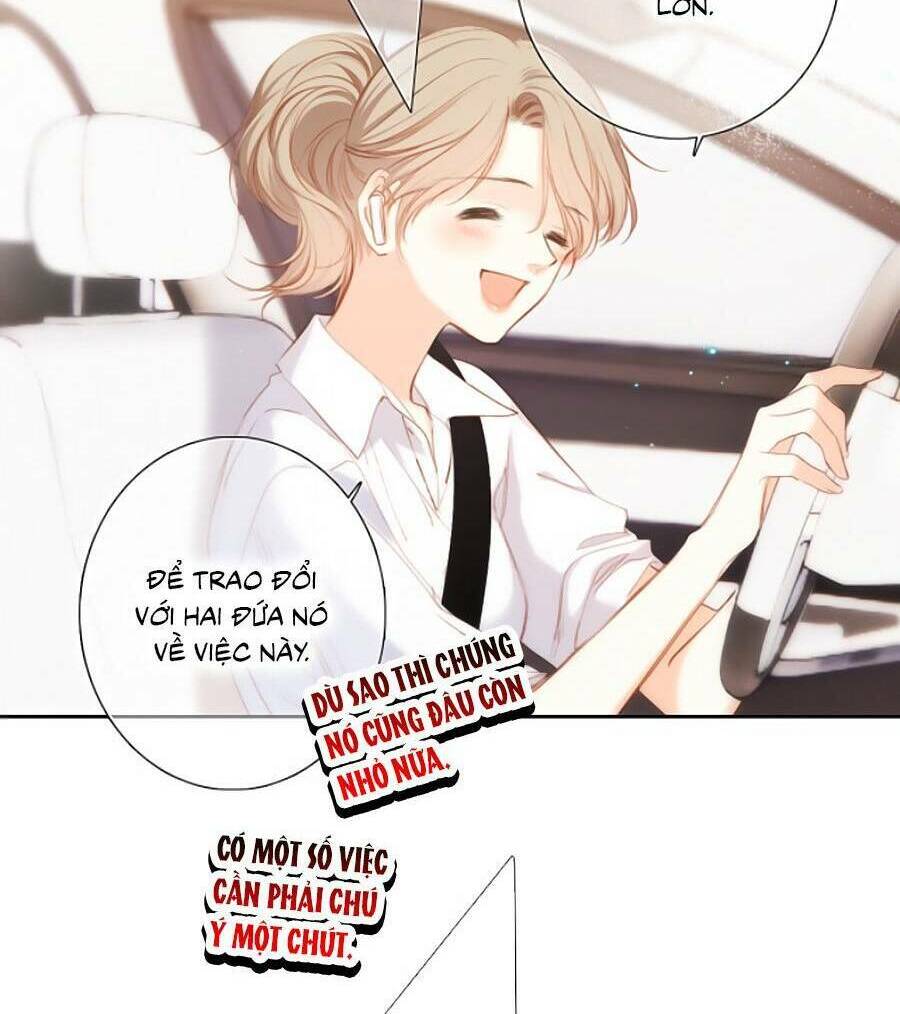 LỚN.
ĐỂ TRAO ĐỔI
VỚI HAI ĐỨA NÓ
VỀ VIỆC NÀY.
DÙ SAO THÌ CHÚNG
NÓ CŨNG ĐÂU CÒN
NHỎ NỮA.
CÓ MỘT SỐ VIỆC
CẦN PHẢI CHÚ
Ý MỘT CHÚT.